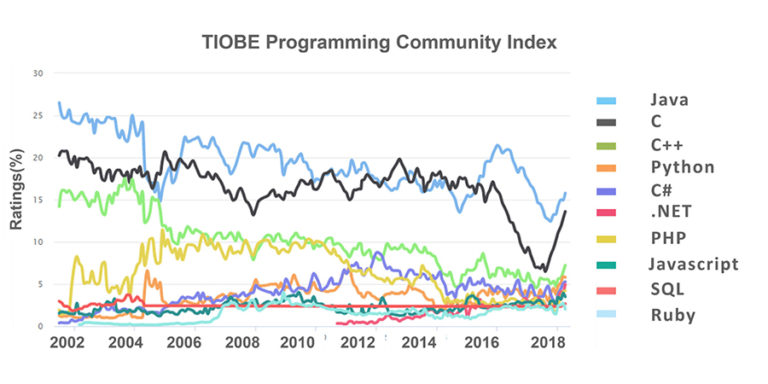 TIOBE Programming Community Index
Ratings(%)
30
25
20
15
10
5
0
2002 2004 2006 2008 2010 2012 2014 2016 2018
Java
C
C++
Python
C#
.NET
PHP
Javascript
SQL
Ruby